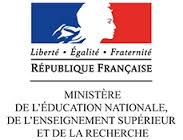 Liberté • Égalité • Fraternité
RÉPUBLIQUE FRANÇAISE
MINISTÈRE
DE L'ÉDUCATION NATIONALE,
DE L'ENSEIGNEMENT SUPÉRIEUR
ET DE LA RECHERCHE